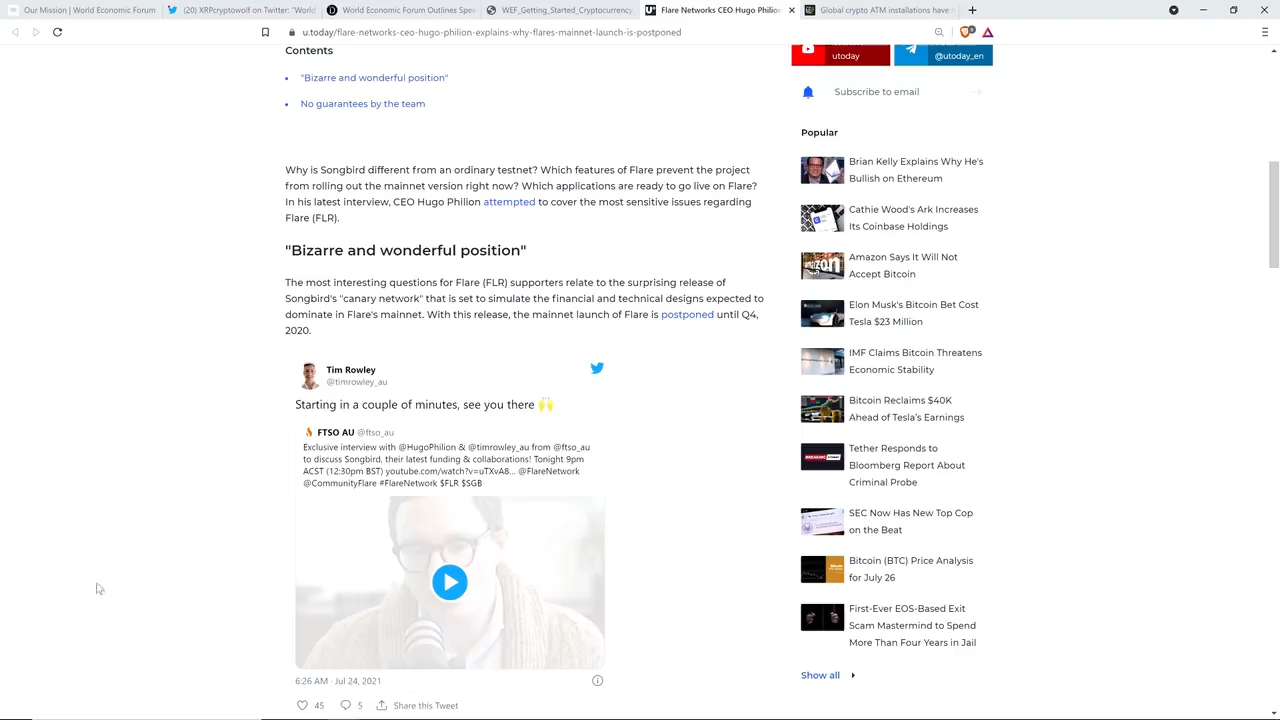 Our Mission | World Economic Forum
(20) XRPcryptowolf on Twitter: "World
World Economic Forum Outlines Spee
WEF_Getting_Started_Cryptocurrency
Flare Networks CEO Hugo Philion
Global crypto ATM installations have
u.today/flare-networks-ceo-hugo-philion-explains-why-flares-mainnet-launch-is-postponed
Contents
"Bizarre and wonderful position"
No guarantees by the team
Why is Songbird different from an ordinary testnet? Which features of Flare prevent the project
from rolling out the mainnet version right now? Which applications are ready to go live on Flare?
In his latest interview, CEO Hugo Philion attempted to cover the most sensitive issues regarding
Flare (FLR).
"Bizarre and wonderful position"
The most interesting questions for Flare (FLR) supporters relate to the surprising release of
Songbird's "canary network" that is set to simulate the financial and technical designs expected to
dominate in Flare's mainnet. With this release, the mainnet launch of Flare is postponed until Q4,
2020.
Tim Rowley
@timrowley_au
Starting in a couple of minutes, see you there 🙌
FTSO AU @ftso_au
Exclusive interview with @HugoPhilion & @timrowley_au from @ftso_au
to discuss Songbird, their latest funding & collaborations! Tonight 9pm
ACST (12:30pm BST) youtube.com/watch?v=uTXvA8... @FlareNetwork
@CommunityFlare #FlareNetwork $FLR $SGB
6:26 AM · Jul 24, 2021
45
5
Share this Tweet
utoday
@utoday_en
Subscribe to email
Popular
Brian Kelly Explains Why He's
Bullish on Ethereum
Cathie Wood's Ark Increases
Its Coinbase Holdings
Amazon Says It Will Not
Accept Bitcoin
Elon Musk's Bitcoin Bet Cost
Tesla $23 Million
IMF Claims Bitcoin Threatens
Economic Stability
Bitcoin Reclaims $40K
Ahead of Tesla's Earnings
Tether Responds to
Bloomberg Report About
Criminal Probe
SEC Now Has New Top Cop
on the Beat
Bitcoin (BTC) Price Analysis
for July 26
First-Ever EOS-Based Exit
Scam Mastermind to Spend
More Than Four Years in Jail
Show all